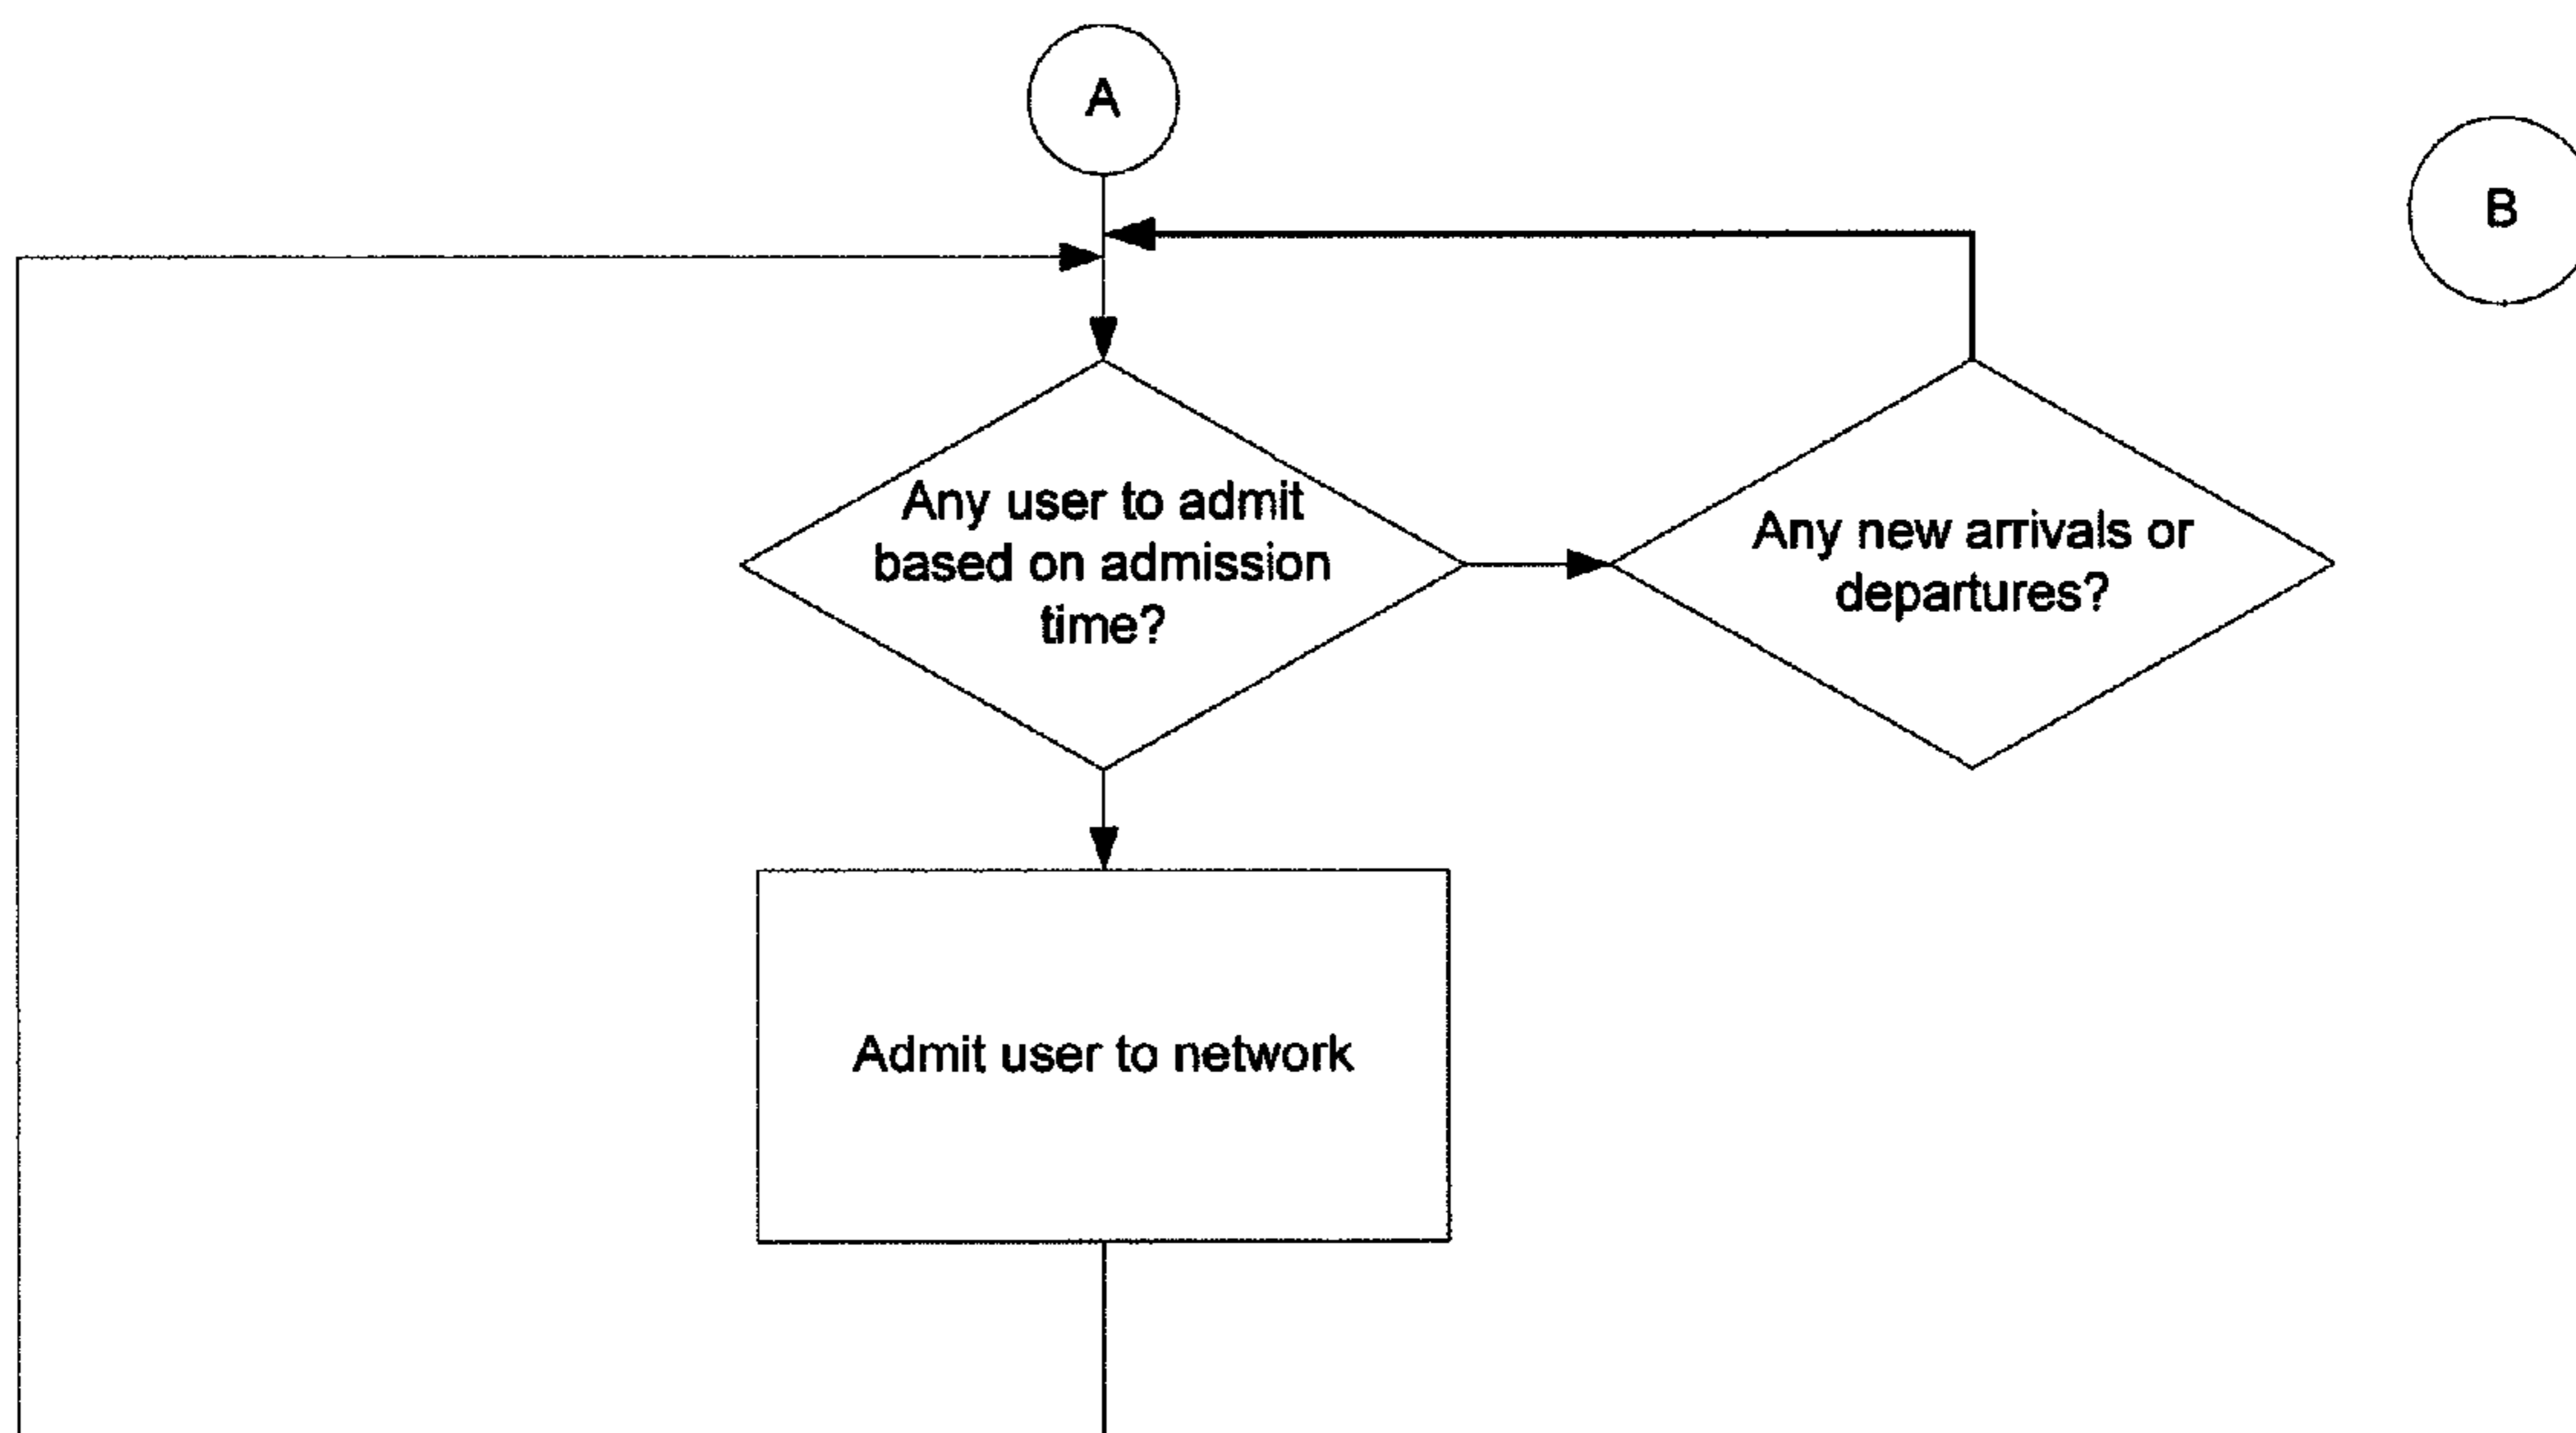 A
B
Any user to admit
based on admission
time?
Any new arrivals or
departures?
Admit user to network